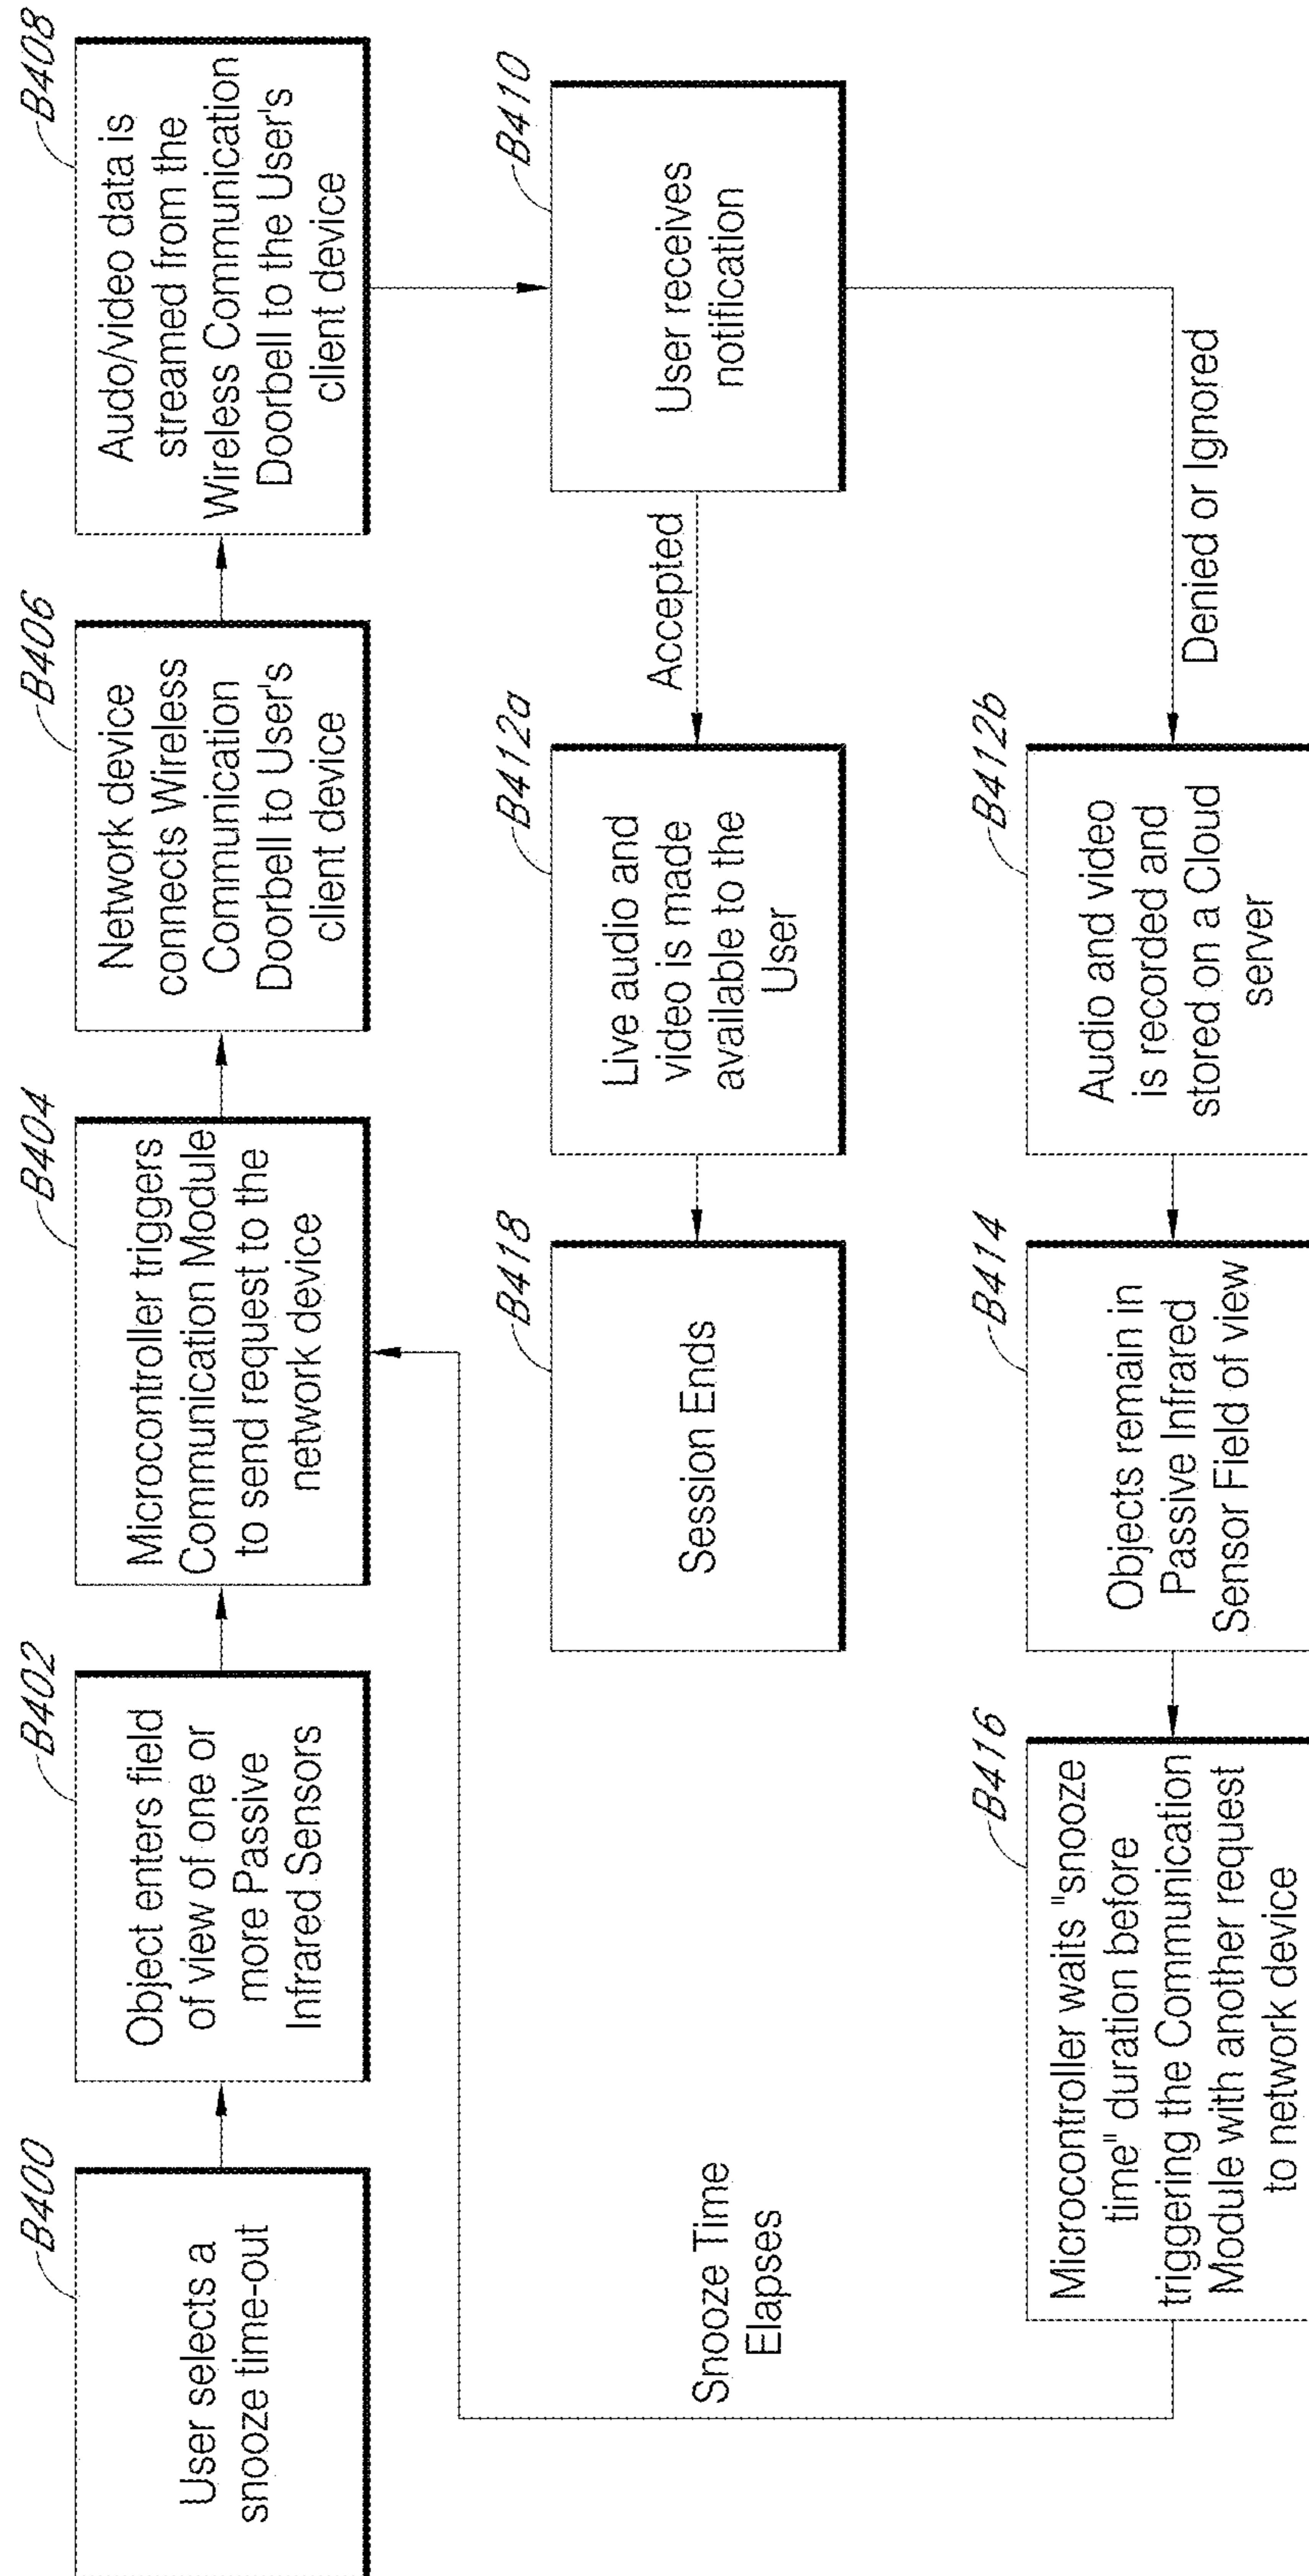 B400
User selects a
snooze time-out
B402
Object enters field
of view of one or
more Passive
Infrared Sensors
B404
Microcontroller triggers
Communication Module
to send request to the
network device
B406
Network device
connects Wireless
Communication
Doorbell to User's
client device
B408
Audo/video data is
streamed from the
Wireless Communication
Doorbell to the User's
client device
B410
User receives
notification
Accepted
B412a
Live audio and
video is made
available to the
User
B418
Session Ends
Denied or Ignored
B412b
Audio and video
is recorded and
stored on a Cloud
server
B414
Objects remain in
Passive Infrared
Sensor Field of view
B416
Microcontroller waits "snooze
time" duration before
triggering the Communication
Module with another request
to network device
Snooze Time
Elapses